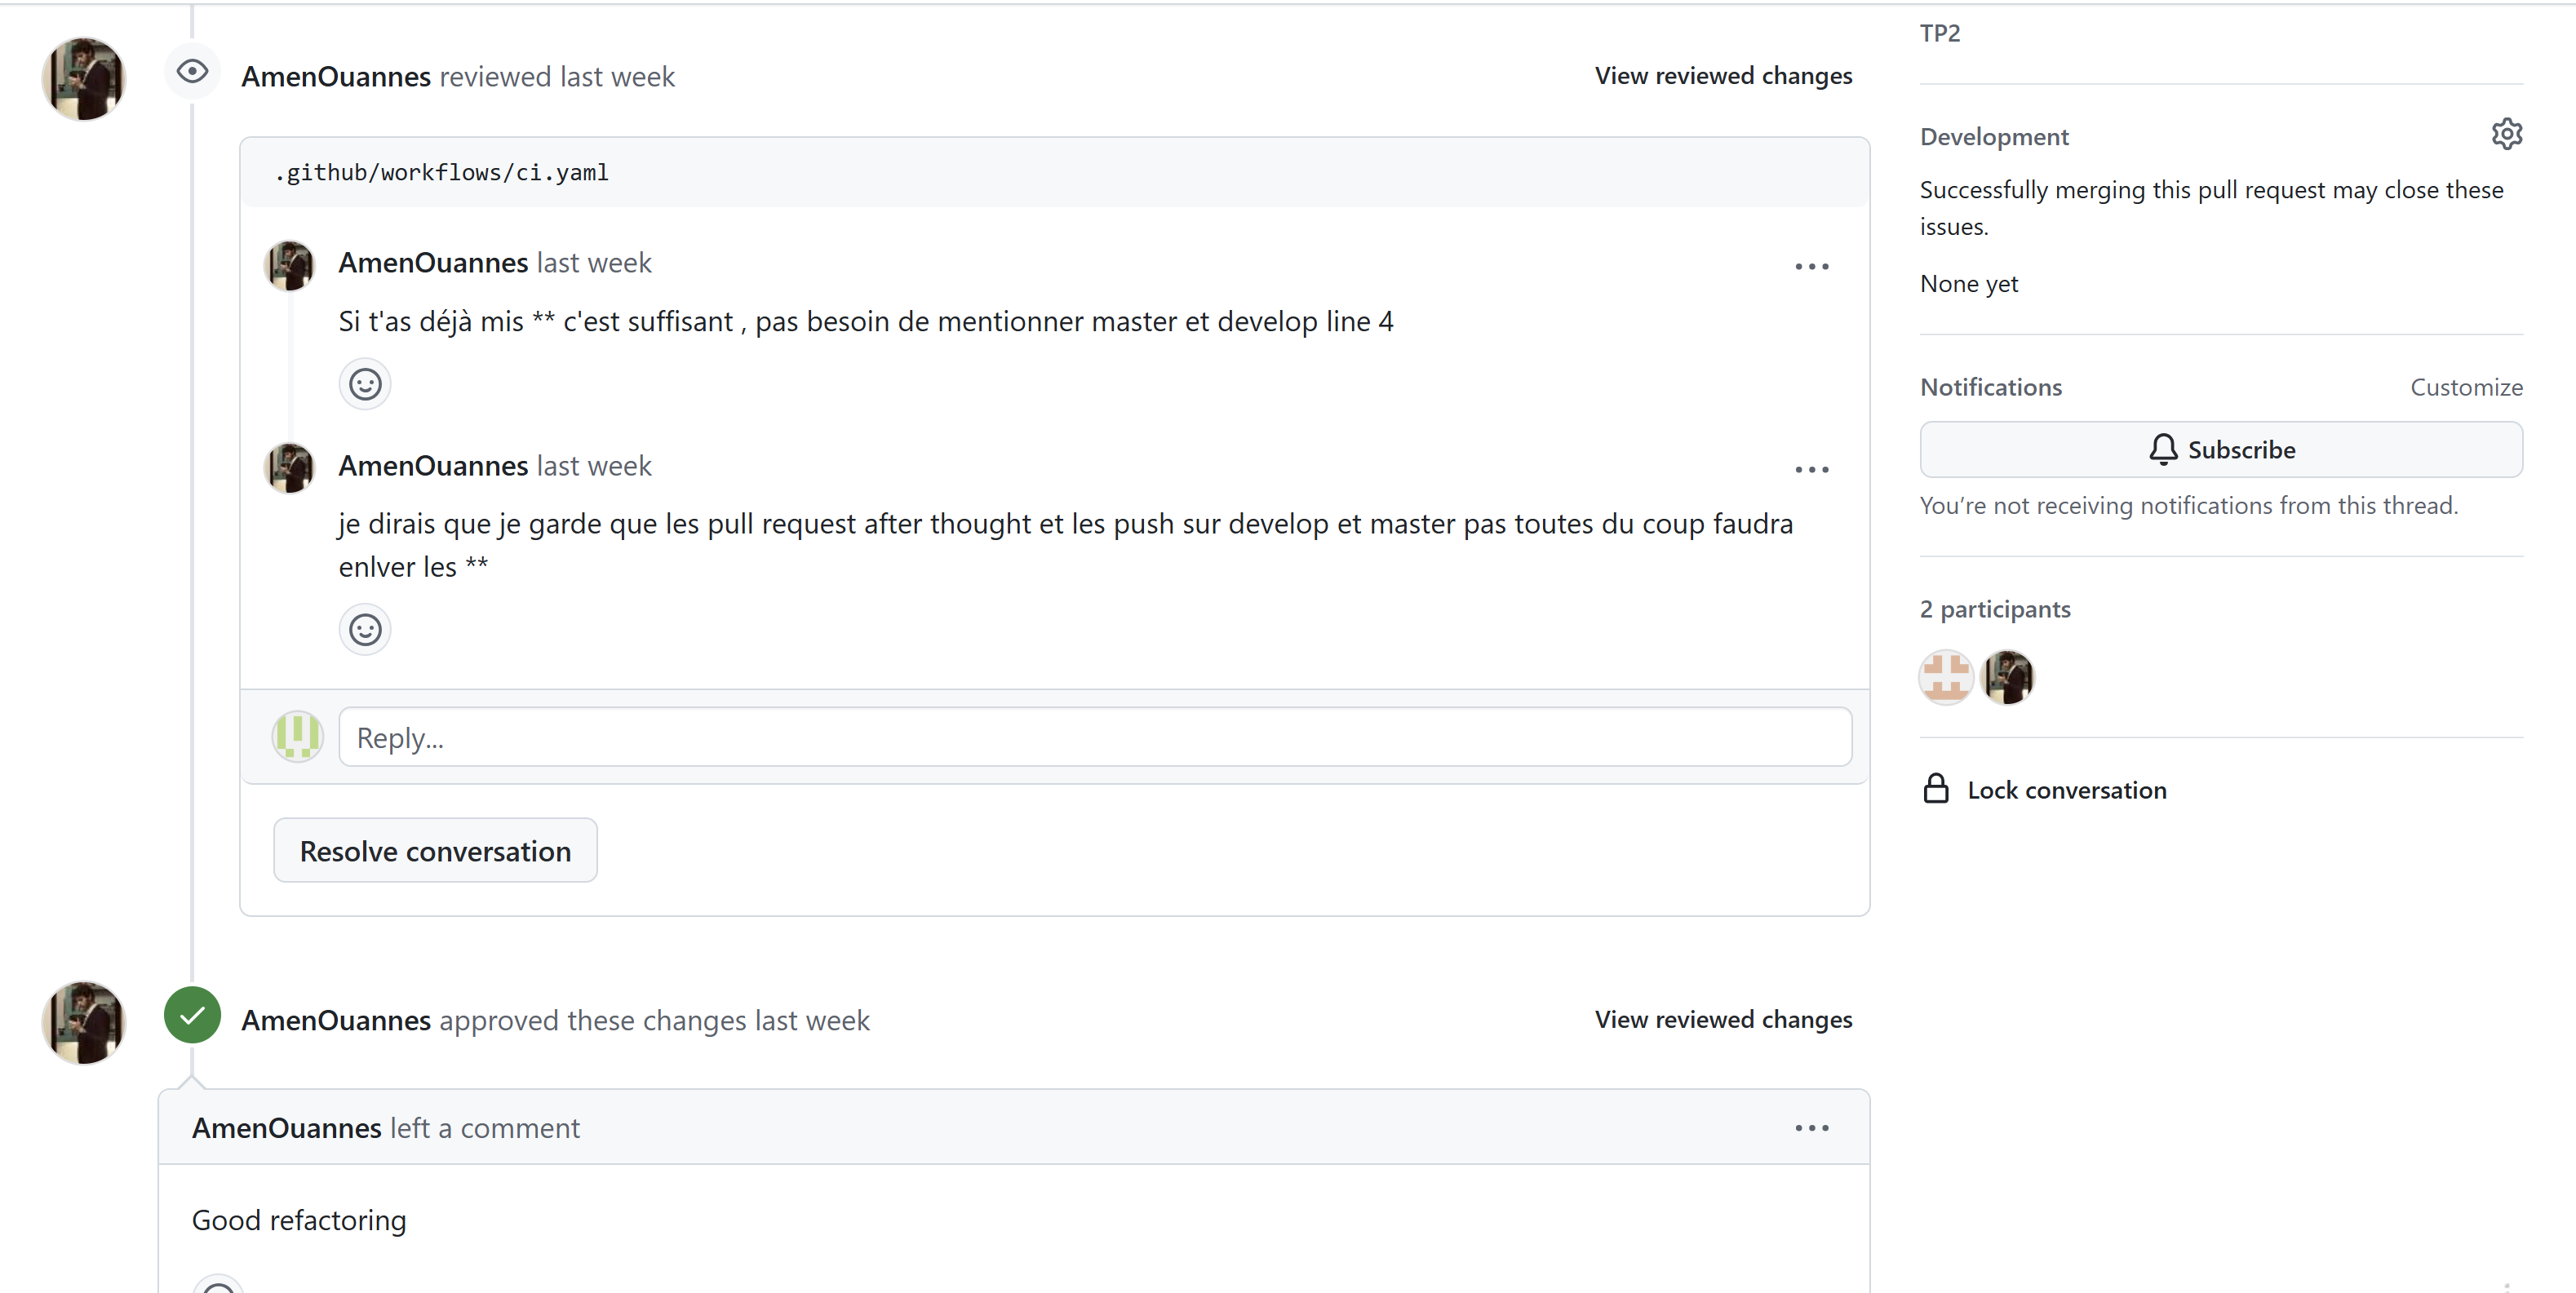 AmenOuannes reviewed last week
View reviewed changes
.github/workflows/ci.yaml
AmenOuannes last week
Si t'as déjà mis ** c'est suffisant , pas besoin de mentionner master et develop line 4
AmenOuannes last week
je dirais que je garde que les pull request after thought et les push sur develop et master pas toutes du coup faudra
enlver les **
Reply...
Resolve conversation
AmenOuannes approved these changes last week
View reviewed changes
AmenOuannes left a comment
Good refactoring
TP2
Development
Successfully merging this pull request may close these
issues.
None yet
Notifications
Customize
Subscribe
You’re not receiving notifications from this thread.
2 participants
Lock conversation